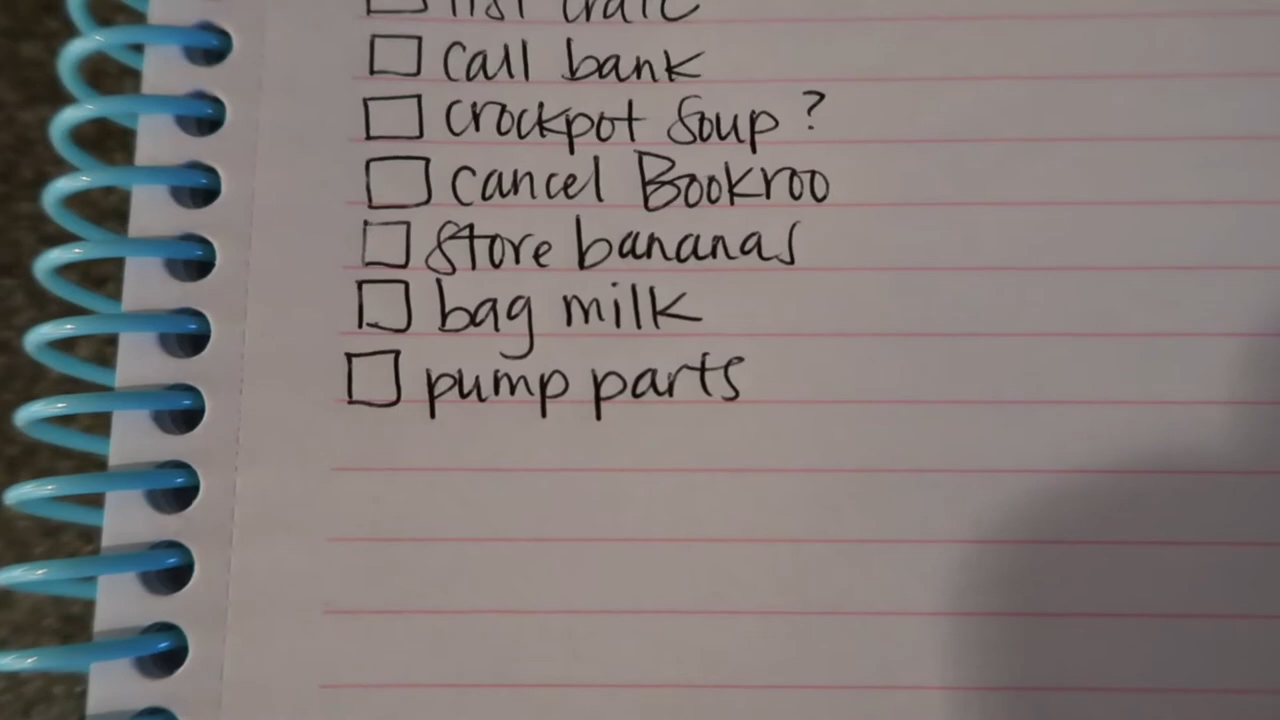 call bank
crockpot soup?
cancel Bookroo
store bananas
bag milk
pump parts